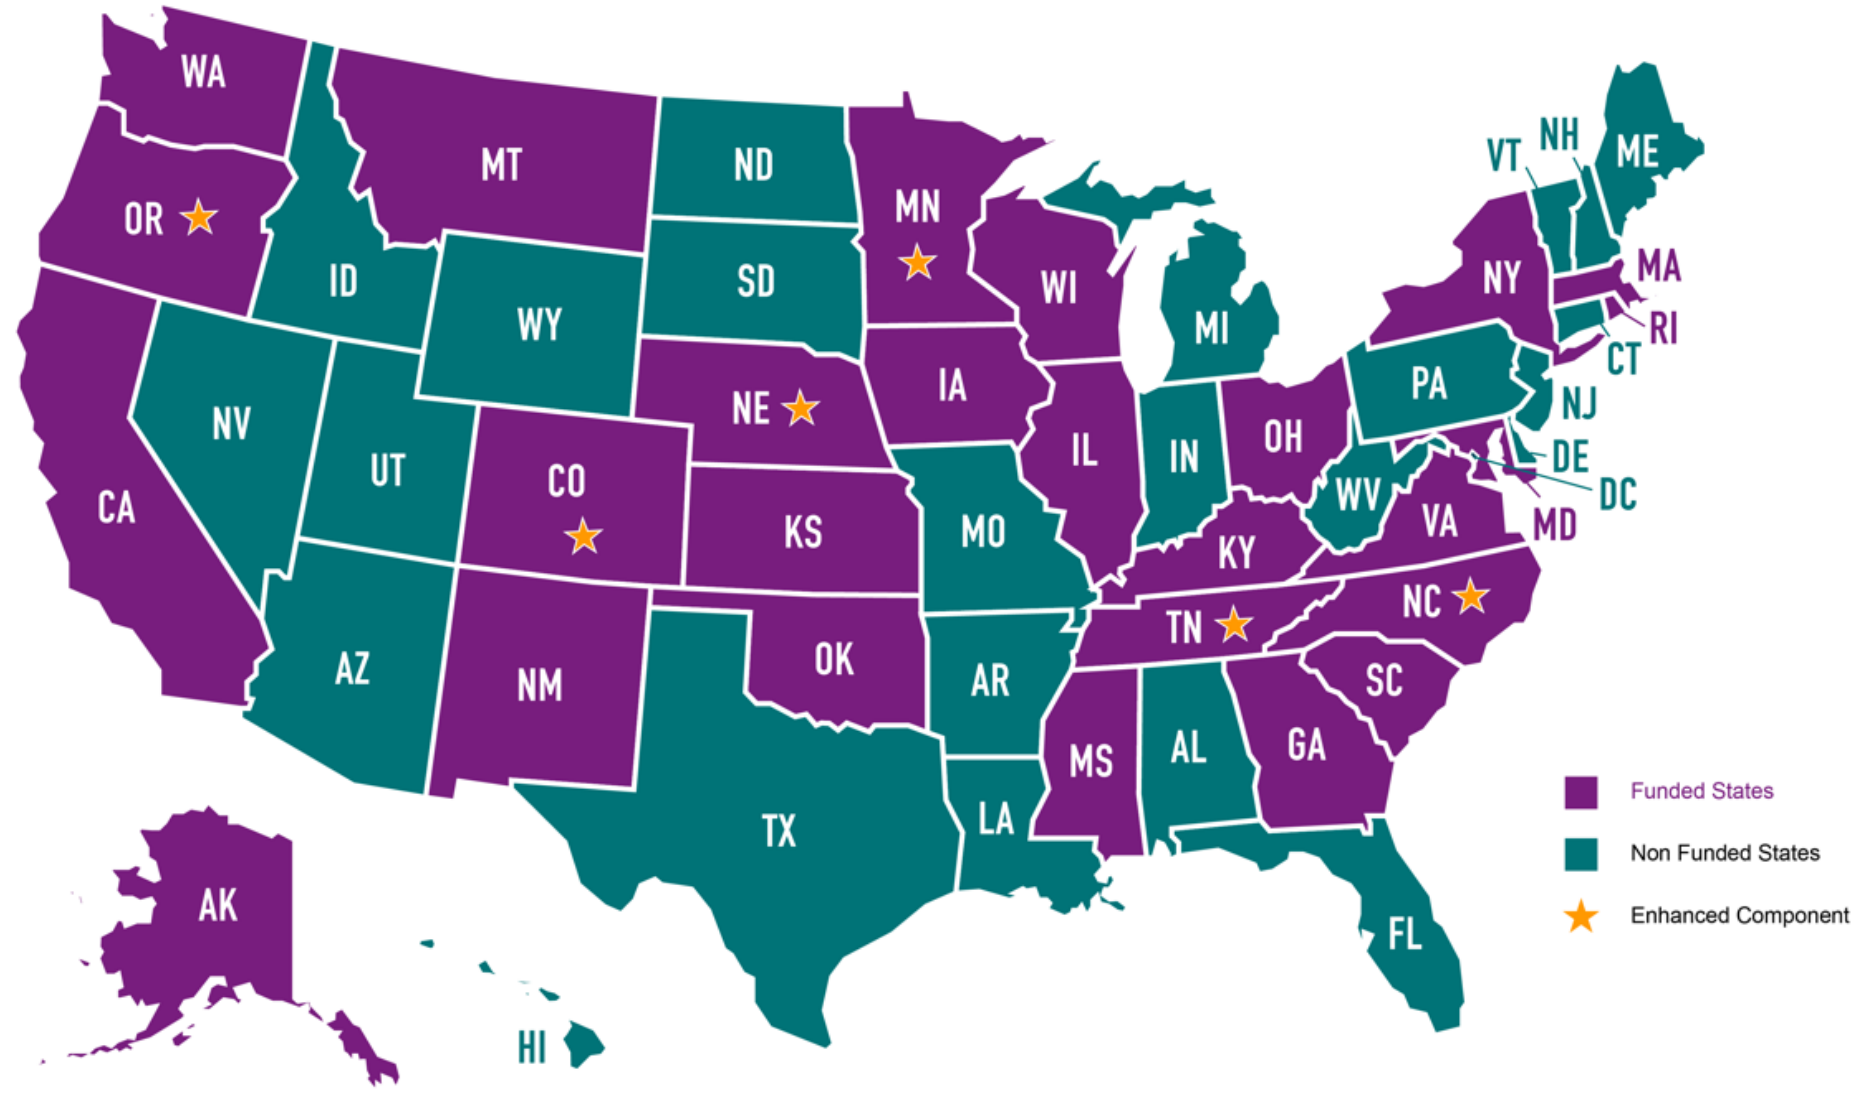 WA
MT
ND
MN
VT
NH
ME
OR
ID
SD
WI
NY
MA
WY
MI
RI
CT
NE
IA
PA
NJ
NV
UT
CO
IL
IN
OH
DE
WV
DC
CA
KS
MO
KY
VA
MD
AZ
NM
OK
AR
TN
NC
SC
MS
AL
GA
TX
LA
FL
AK
HI
Funded States
Non Funded States
Enhanced Component